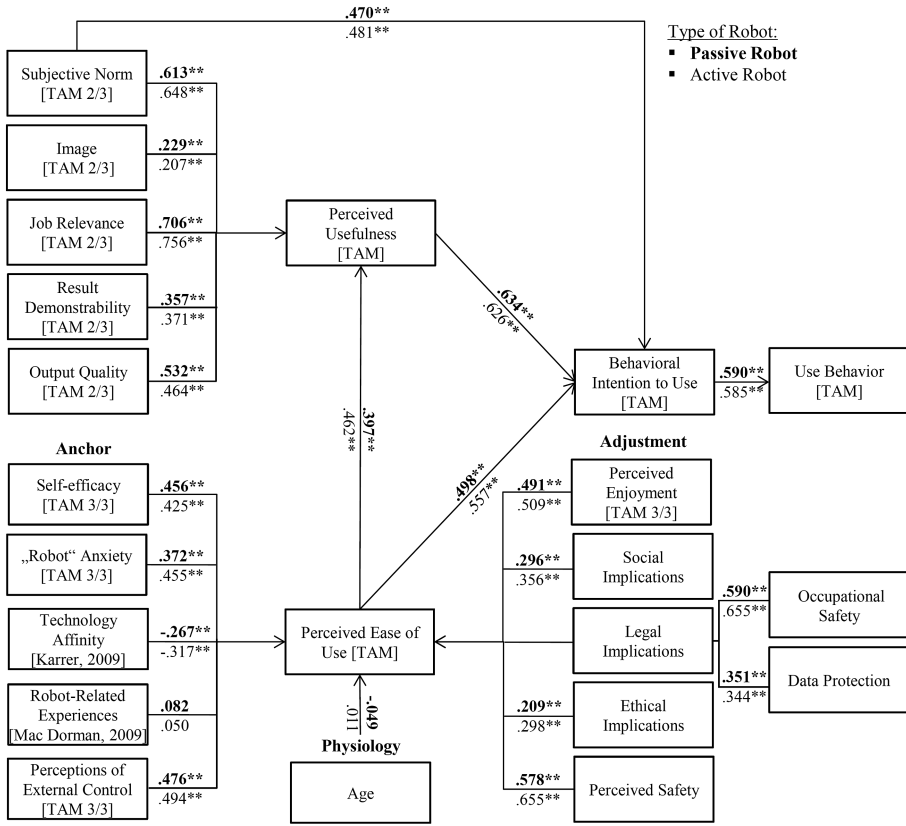 .470**
.481**
Type of Robot:
▪ Passive Robot
▪ Active Robot
Subjective Norm
[TAM 2/3]
.613**
.648**
Image
[TAM 2/3]
.229**
.207**
Job Relevance
[TAM 2/3]
.706**
.756**
Result
Demonstrability
[TAM 2/3]
.357**
.371**
Output Quality
[TAM 2/3]
.532**
.464**
Perceived
Usefulness
[TAM]
.634**
.626**
Behavioral
Intention to Use
[TAM]
.590**
.585**
Use Behavior
[TAM]
.397**
.462**
.498**
.557**
Anchor
Self-efficacy
[TAM 3/3]
.456**
.425**
„Robot“ Anxiety
[TAM 3/3]
.372**
.455**
Technology
Affinity
[Karrer, 2009]
-.267**
-.317**
Robot-Related
Experiences
[Mac Dorman, 2009]
.082
.050
Perceptions of
External Control
[TAM 3/3]
.476**
.494**
Perceived Ease of
Use [TAM]
-.049
.011
Physiology
Age
Adjustment
.491**
.509**
Perceived
Enjoyment
[TAM 3/3]
.296**
.356**
Social
Implications
Legal
Implications
.590**
.655**
Occupational
Safety
.351**
.344**
Data Protection
.209**
.298**
Ethical
Implications
.578**
.655**
Perceived Safety